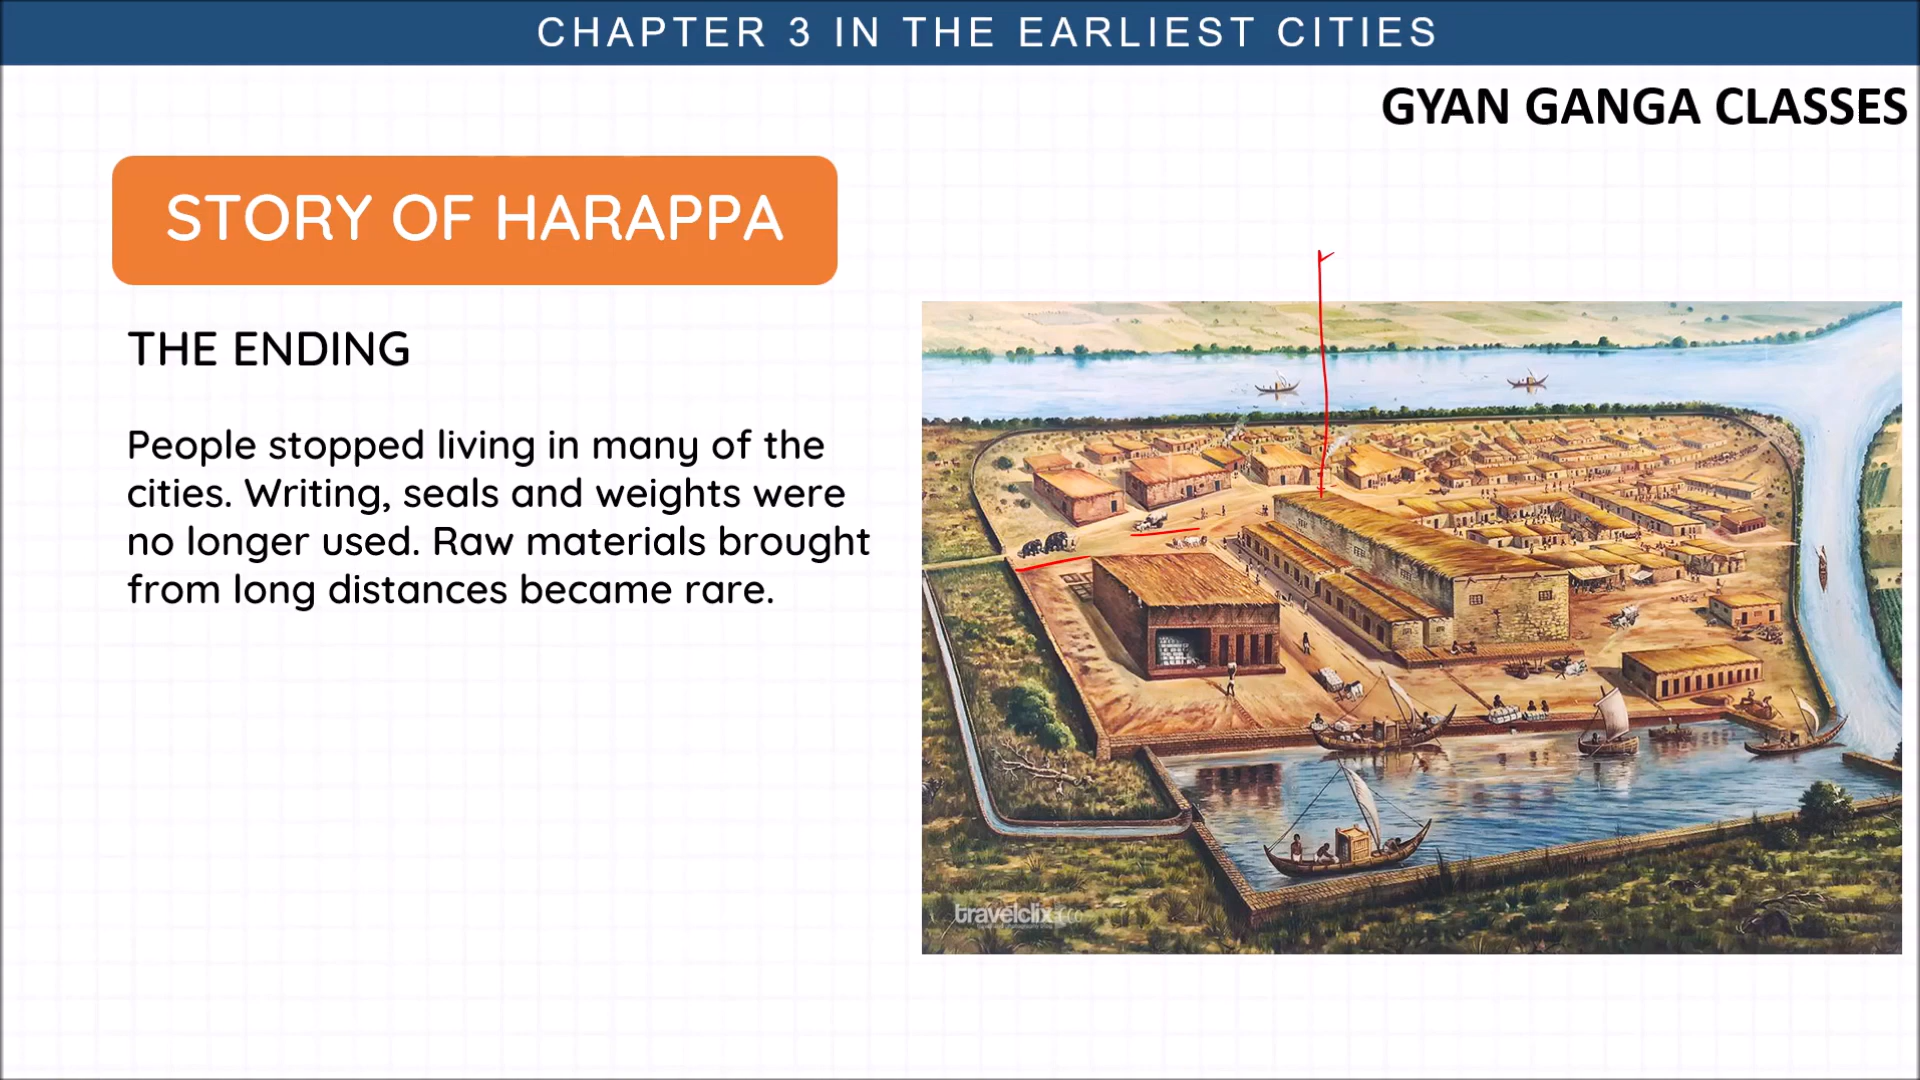 CHAPTER 3 IN THE EARLIEST CITIES
GYAN GANGA CLASSES
STORY OF HARAPPA
THE ENDING
People stopped living in many of the
cities. Writing, seals and weights were
no longer used. Raw materials brought
from long distances became rare.
travelclix